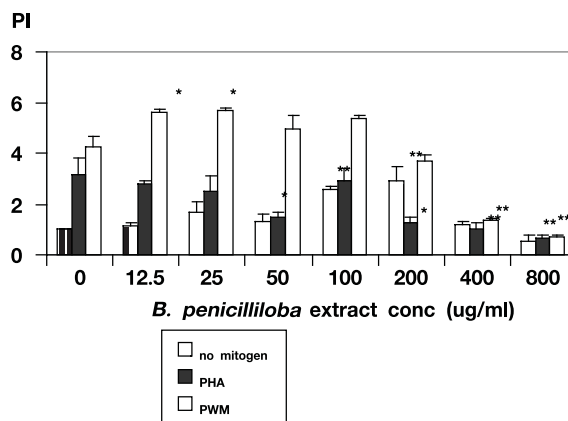 PI
8
6
4
2
0
* *
** * ** * ** ** ** **
0 12.5 25 50 100 200 400 800
B. penicilliloba extract conc (ug/ml)
no mitogen
PHA
PWM